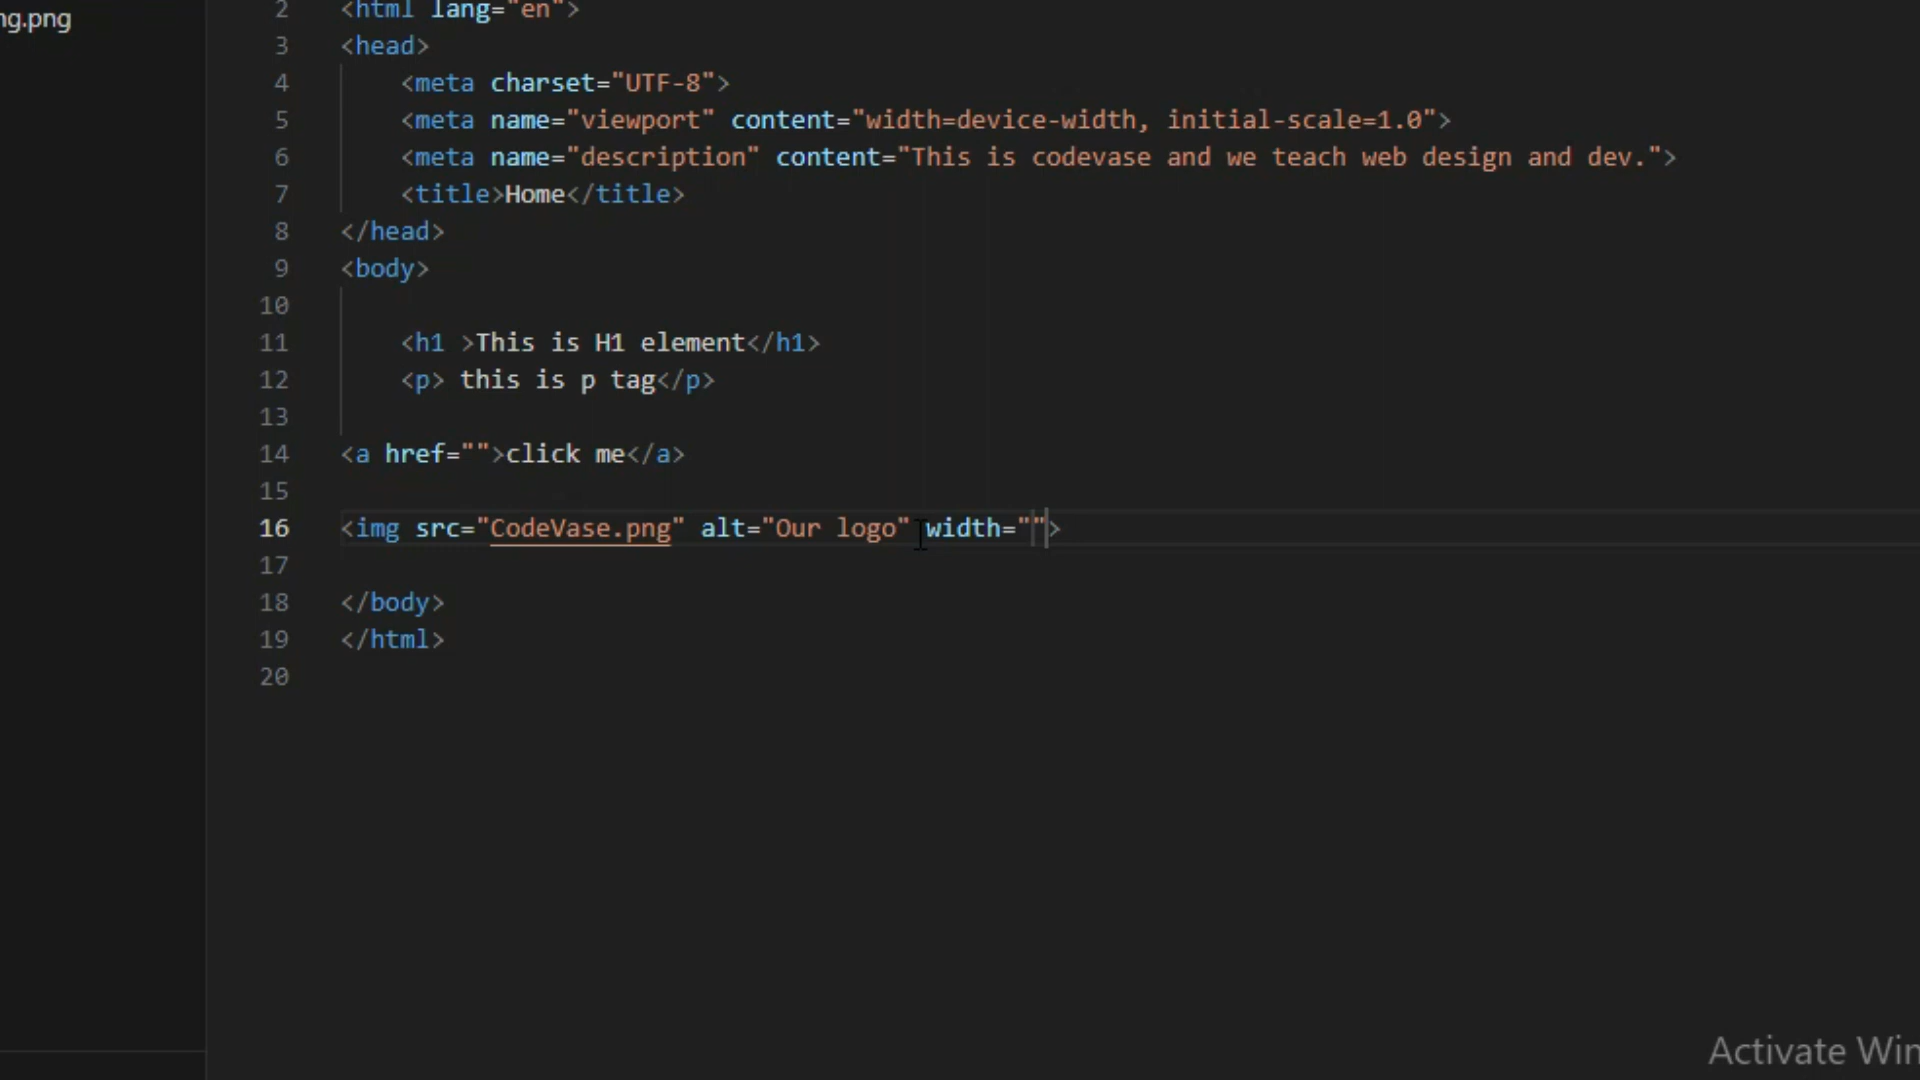 ng.png
2 <html lang="en">
3 <head>
4 <meta charset="UTF-8">
5 <meta name="viewport" content="width=device-width, initial-scale=1.0">
6 <meta name="description" content="This is codevase and we teach web design and dev.">
7 <title>Home</title>
8 </head>
9 <body>
10
11 <h1 >This is H1 element</h1>
12 <p> this is p tag</p>
13
14 <a href="">click me</a>
15
16 <img src="CodeVase.png" alt="Our logo" width="">
17
18 </body>
19 </html>
20
Activate Win